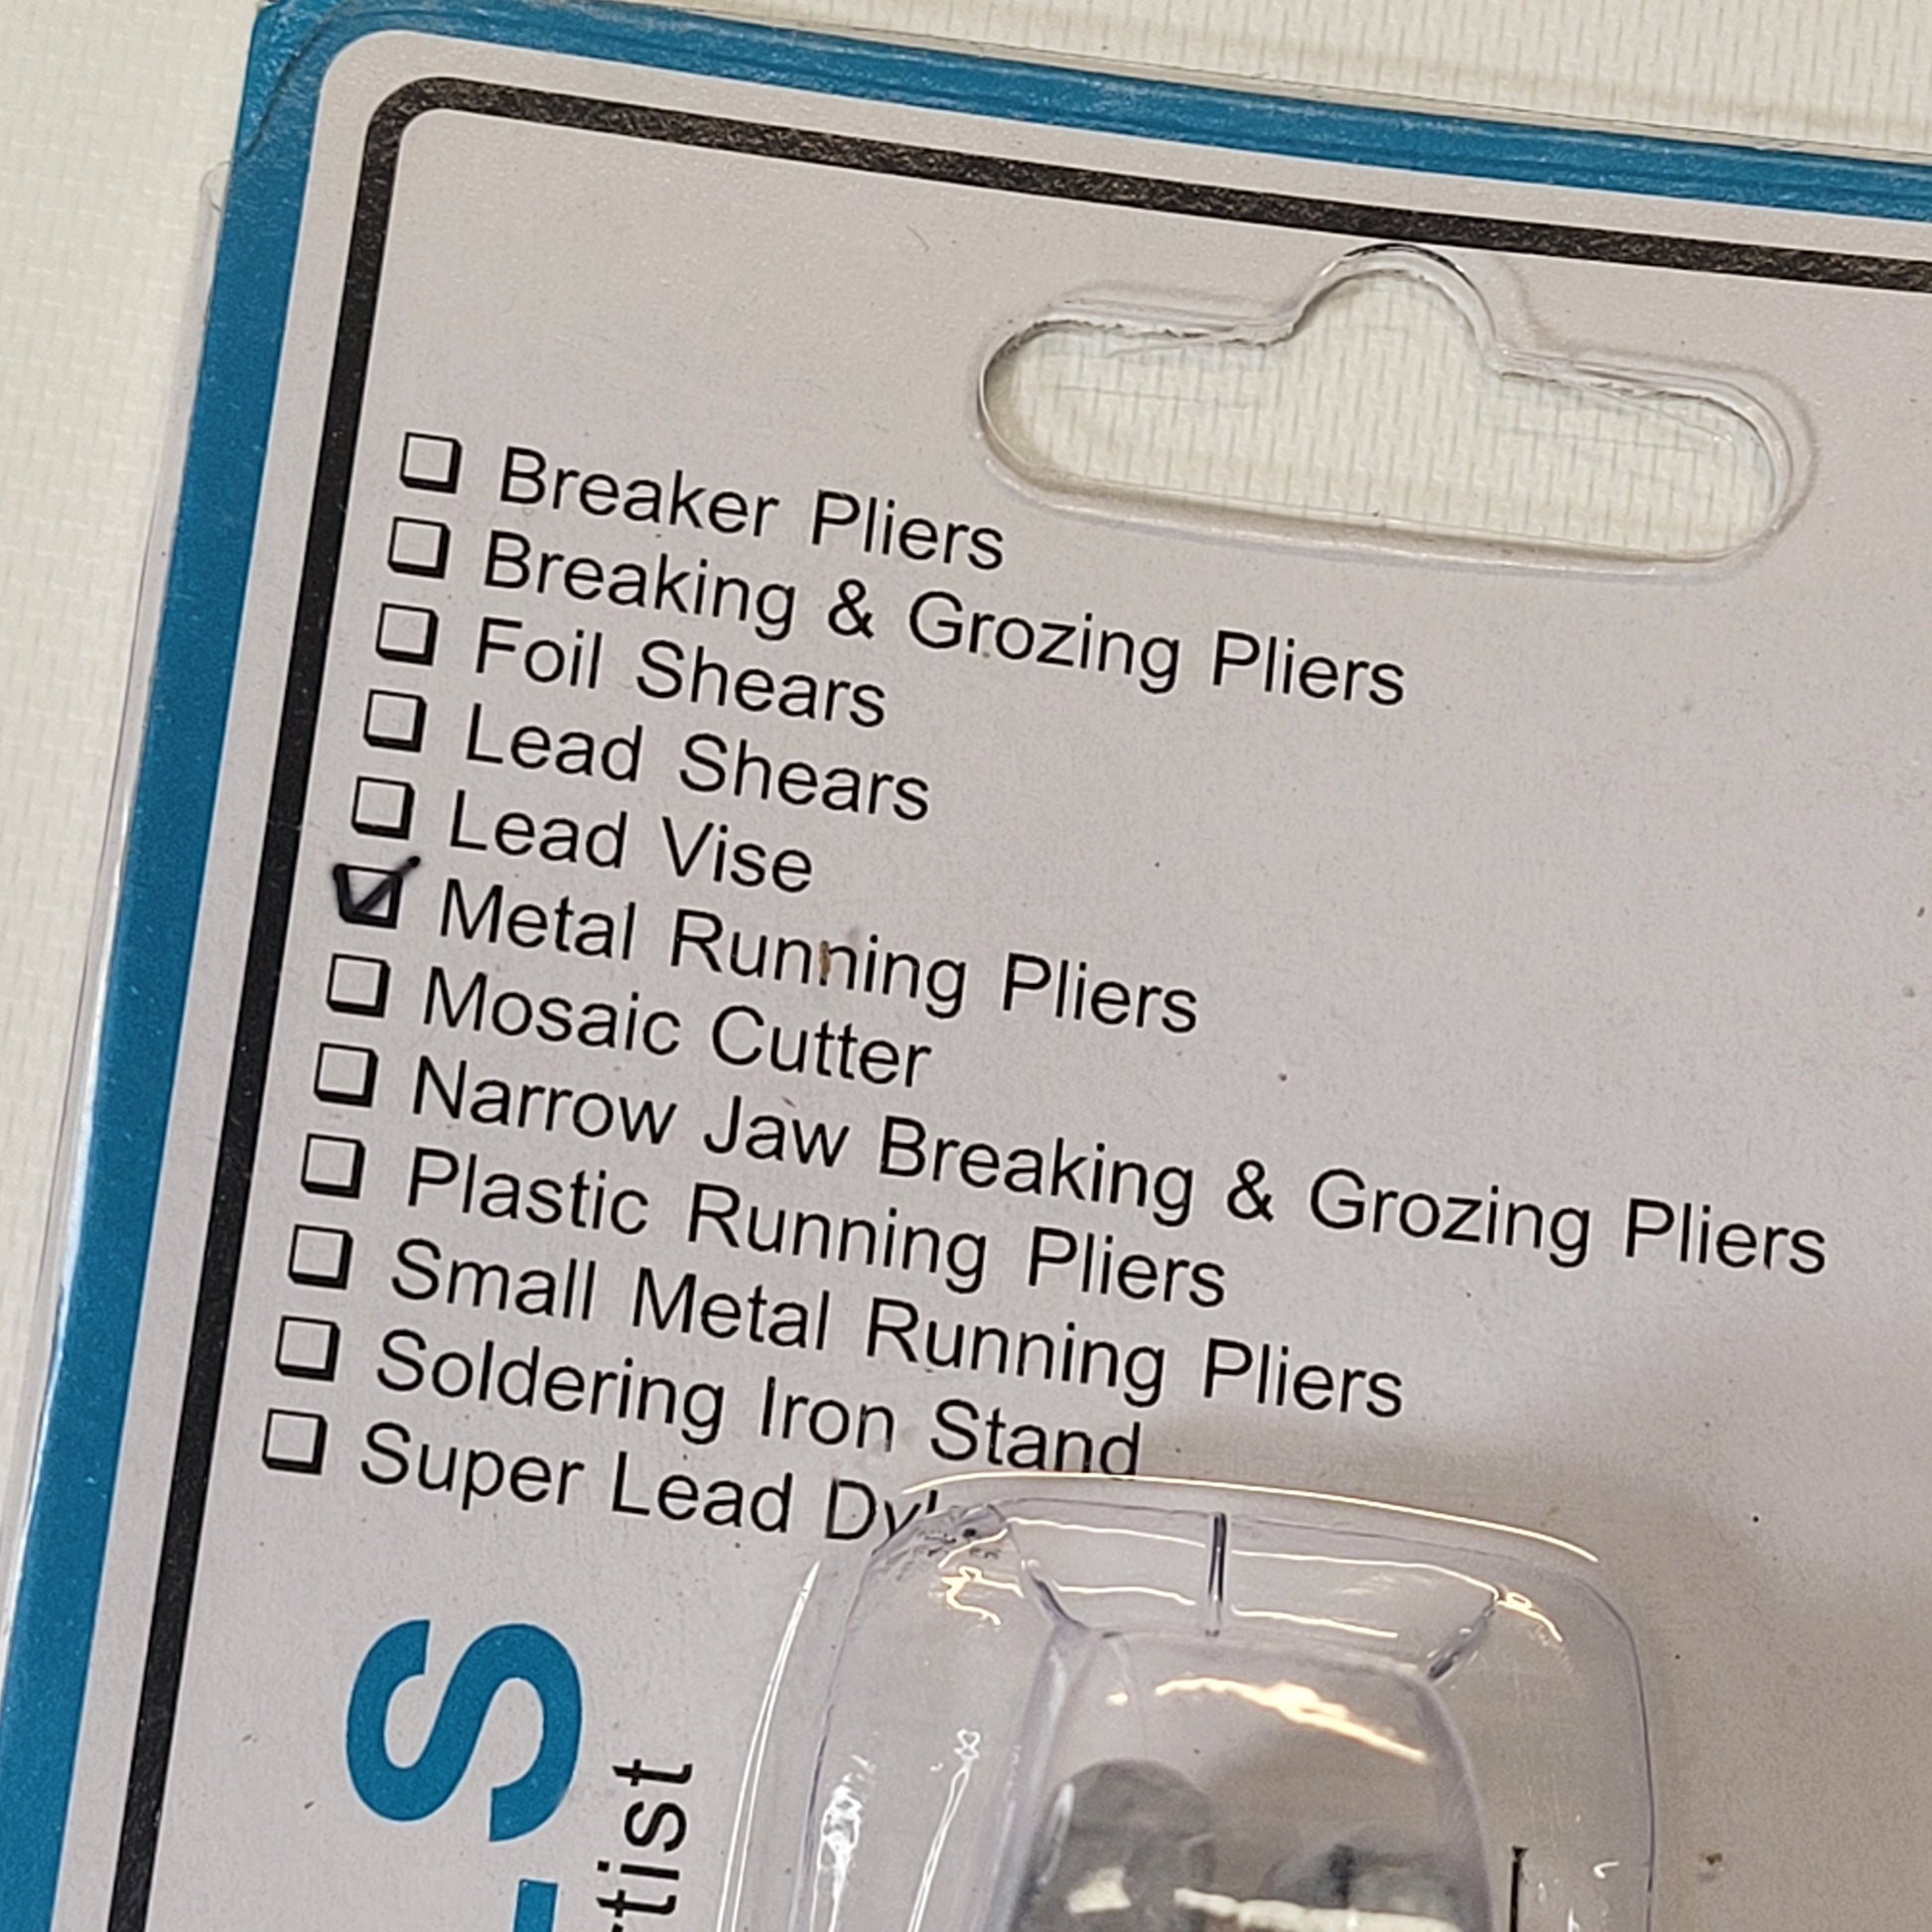 Breaker Pliers
Breaking & Grozing Pliers
Foil Shears
Lead Shears
Lead Vise
Metal Running Pliers
Mosaic Cutter
Narrow Jaw Breaking & Grozing Pliers
Plastic Running Pliers
Small Metal Running Pliers
Soldering Iron Stand
Super Lead